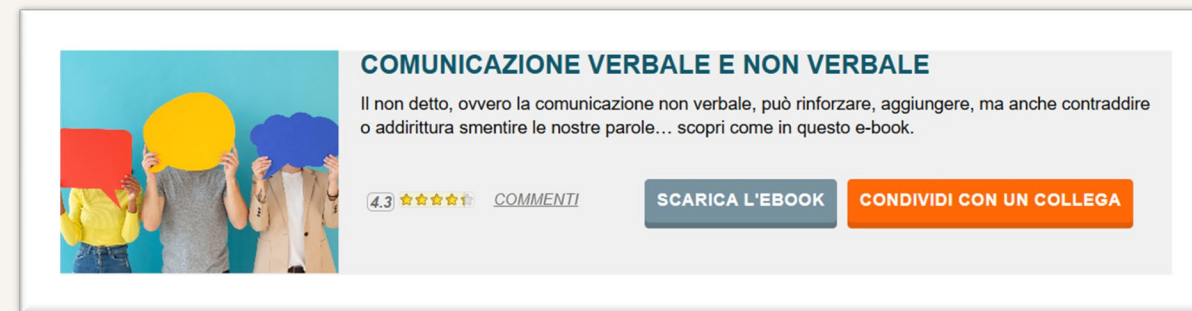 COMUNICAZIONE VERBALE E NON VERBALE
Il non detto, ovvero la comunicazione non verbale, può rinforzare, aggiungere, ma anche contraddire
o addirittura smentire le nostre parole… scopri come in questo e-book.
4.3 COMMENTI SCARICA L'EBOOK CONDIVIDI CON UN COLLEGA